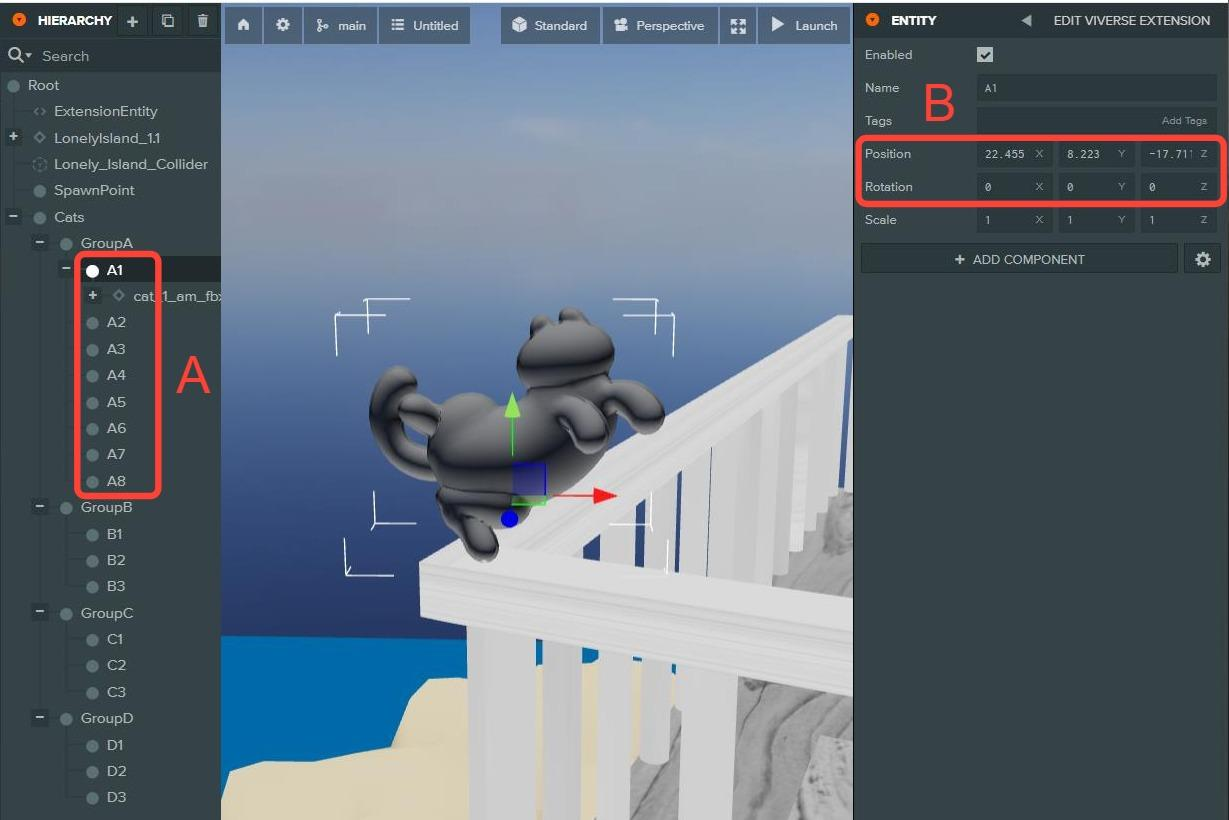 HIERARCHY
Search
Root
ExtensionEntity
LonelyIsland_1.1
Lonely_Island_Collider
SpawnPoint
Cats
GroupA
A1
cat_1_am_fbx
A2
A3
A4
A5
A6
A7
A8
A
GroupB
B1
B2
B3
GroupC
C1
C2
C3
GroupD
D1
D2
D3
main
Untitled
Standard
Perspective
Launch
ENTITY
EDIT VIVERSE EXTENSION
Enabled
Name A1
B
Tags Add Tags
Position 22.455 X 8.223 Y -17.711 Z
Rotation 0 X 0 Y 0 Z
Scale 1 X 1 Y 1 Z
+ ADD COMPONENT